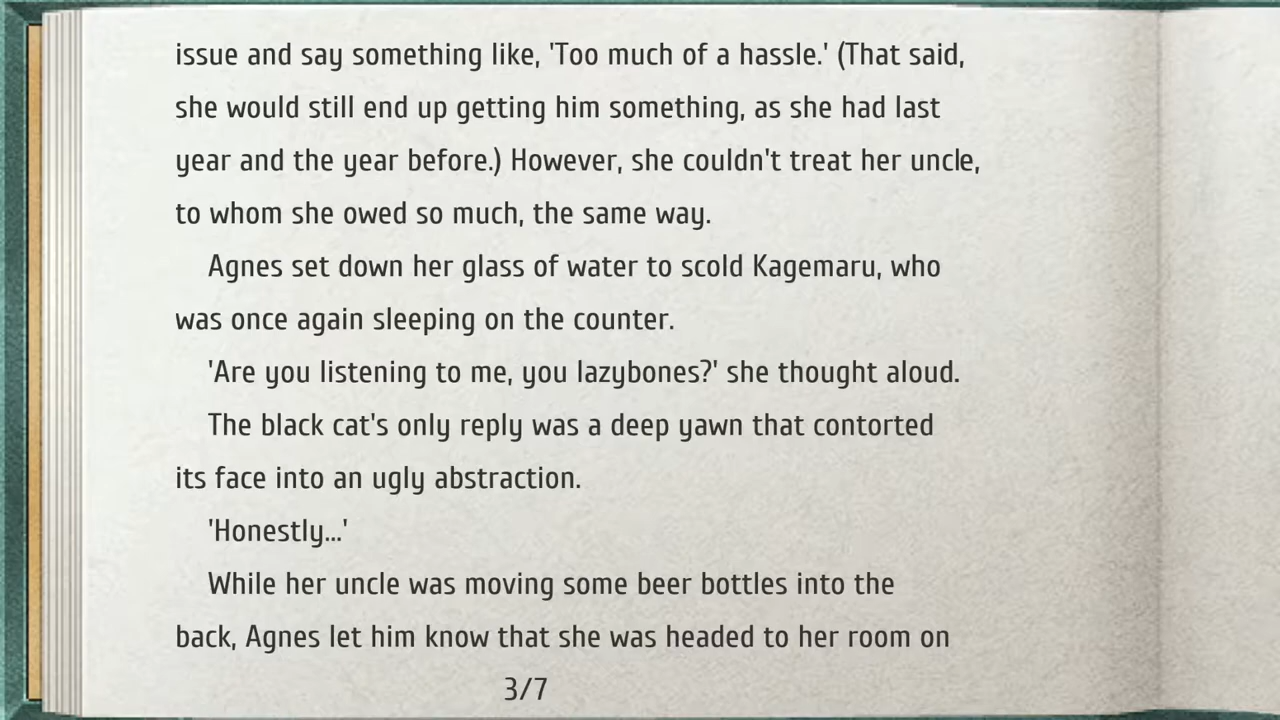 issue and say something like, 'Too much of a hassle.' (That said,
she would still end up getting him something, as she had last
year and the year before.) However, she couldn't treat her uncle,
to whom she owed so much, the same way.
Agnes set down her glass of water to scold Kagemaru, who
was once again sleeping on the counter.
'Are you listening to me, you lazybones?' she thought aloud.
The black cat's only reply was a deep yawn that contorted
its face into an ugly abstraction.
'Honestly...'
While her uncle was moving some beer bottles into the
back, Agnes let him know that she was headed to her room on
3/7